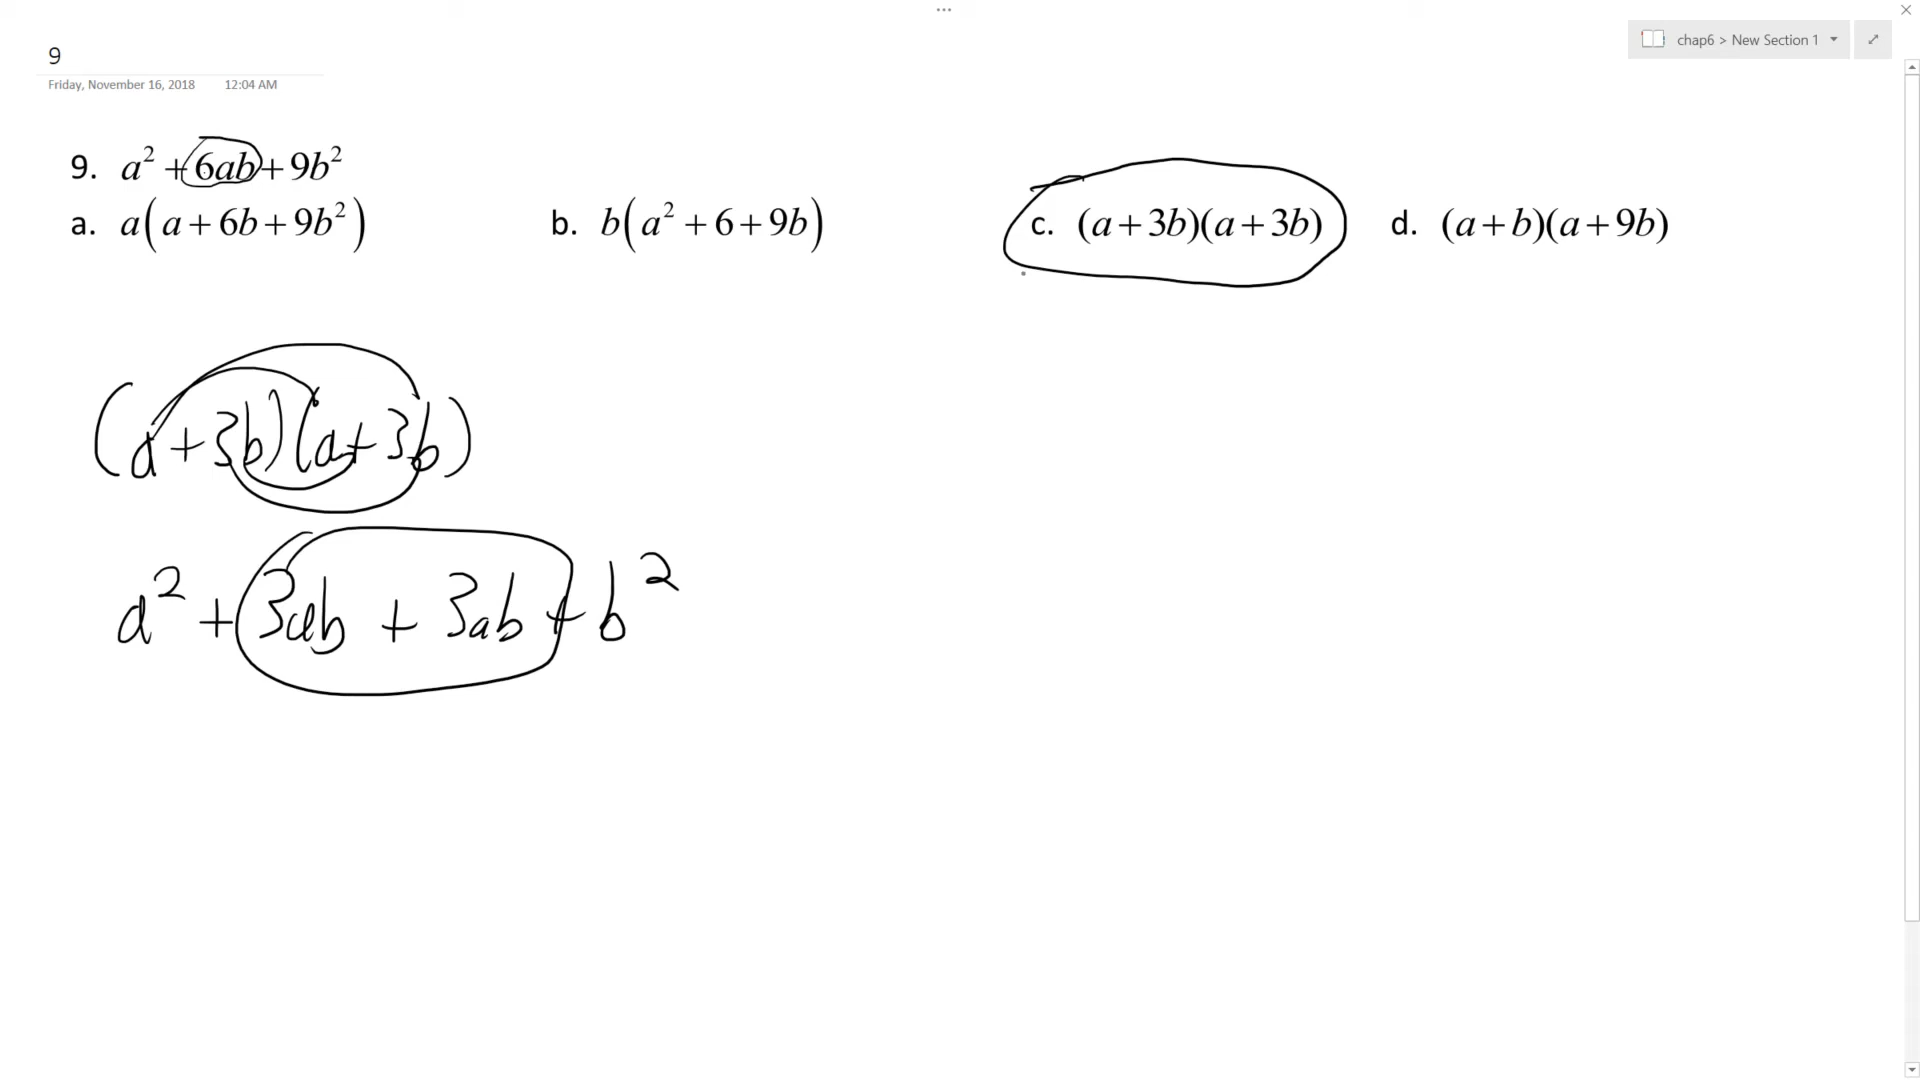 ...
chap6 > New Section 1
9
Friday, November 16, 2018 12:04 AM
9. a² + 6ab + 9b²
a. a(a + 6b + 9b²) b. b(a² + 6 + 9b) c. (a + 3b)(a + 3b) d. (a + b)(a + 9b)
(a + 3b)(a + 3b)
a² + 3ab + 3ab + b²